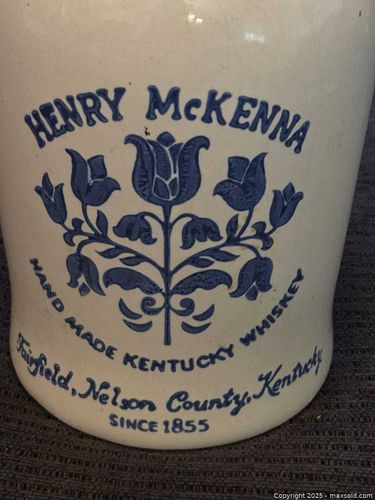 HENRY McKENNA
HAND MADE KENTUCKY WHISKEY
Fairfield, Nelson County, Kentucky
SINCE 1855
Copyright 2025 - maxsold.com